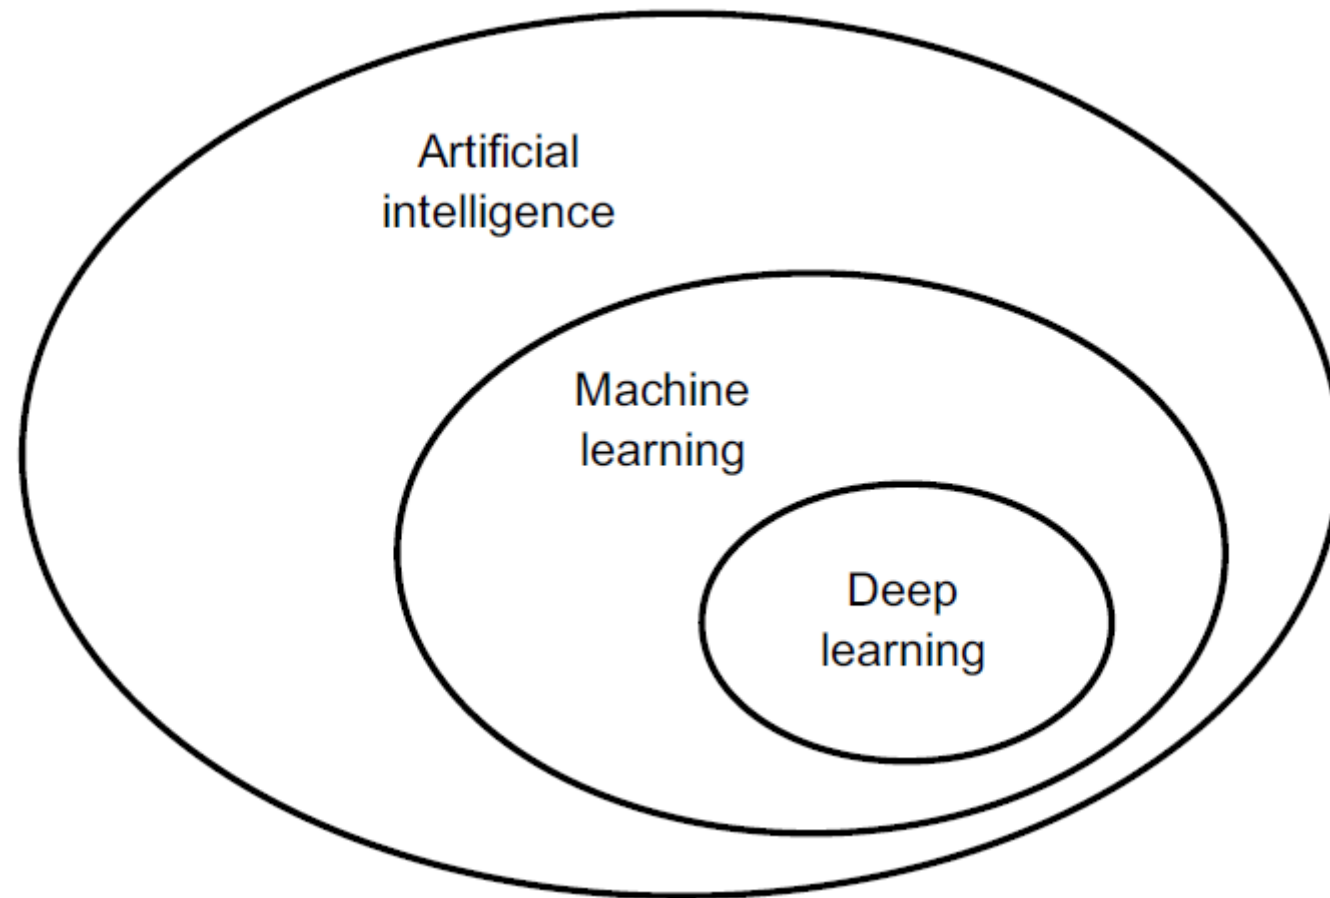 Artificial
intelligence
Machine
learning
Deep
learning